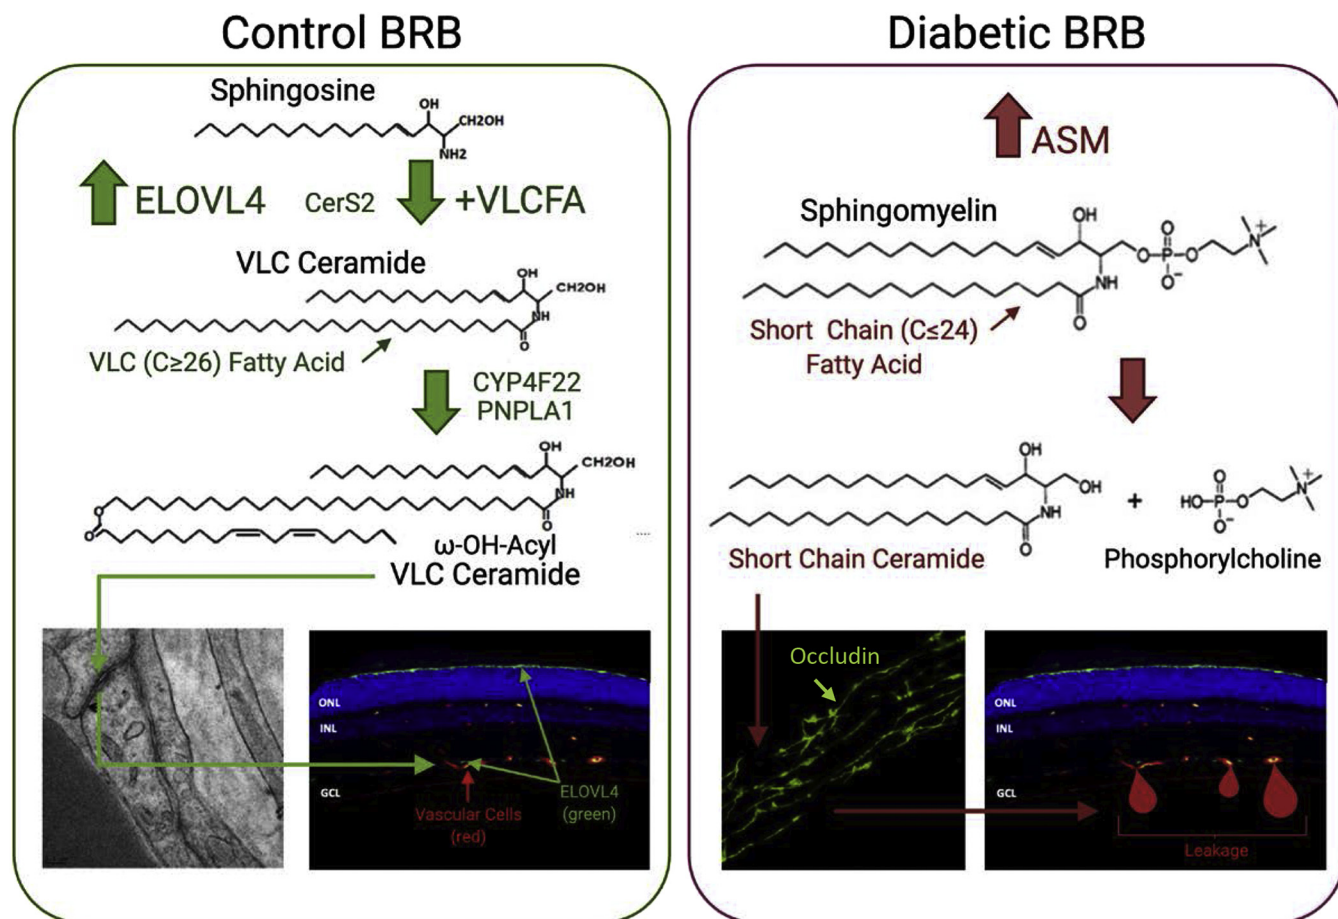 Control BRB
Sphingosine
OH
CH2OH
NH2
ELOVL4
CerS2
+VLCFA
VLC Ceramide
OH
CH2OH
NH
O
VLC (C≥26) Fatty Acid
CYP4F22
PNPLA1
OH
CH2OH
NH
O
O
O
ω-OH-Acyl
VLC Ceramide
ONL
INL
GCL
Vascular Cells
(red)
ELOVL4
(green)
Diabetic BRB
ASM
Sphingomyelin
OH
O
O-P-O
O⁻
N+
NH
O
Short Chain (C≤24)
Fatty Acid
OH
OH
NH
O
+
O
HO-P-O
O⁻
N+
Short Chain Ceramide
Phosphorylcholine
Occludin
ONL
INL
GCL
Leakage